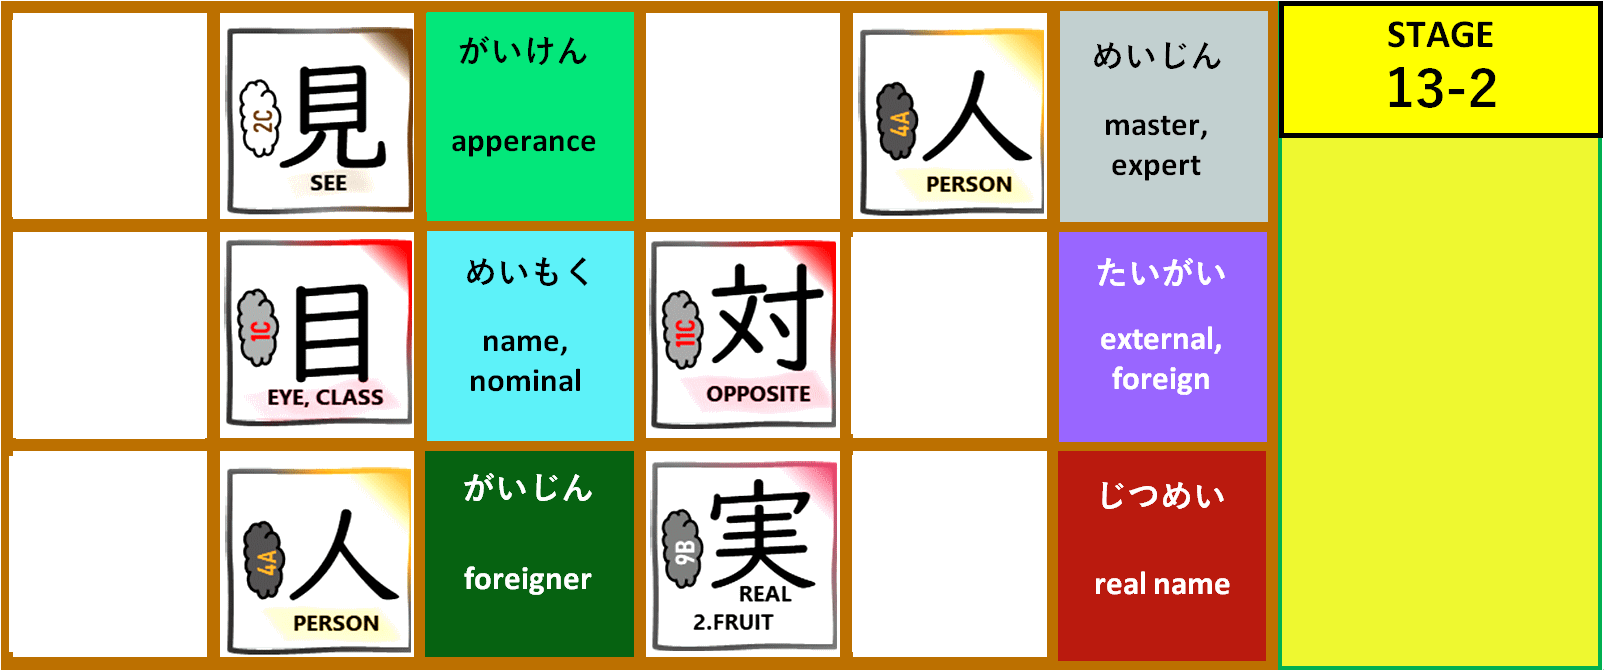 2C
見
SEE
がいけん
apperance
4A
人
PERSON
めいじん
master,
expert
STAGE
13-2
1C
目
EYE, CLASS
めいもく
name,
nominal
11C
対
OPPOSITE
たいがい
external,
foreign
4A
人
PERSON
がいじん
foreigner
9B
実
REAL
2.FRUIT
じつめい
real name